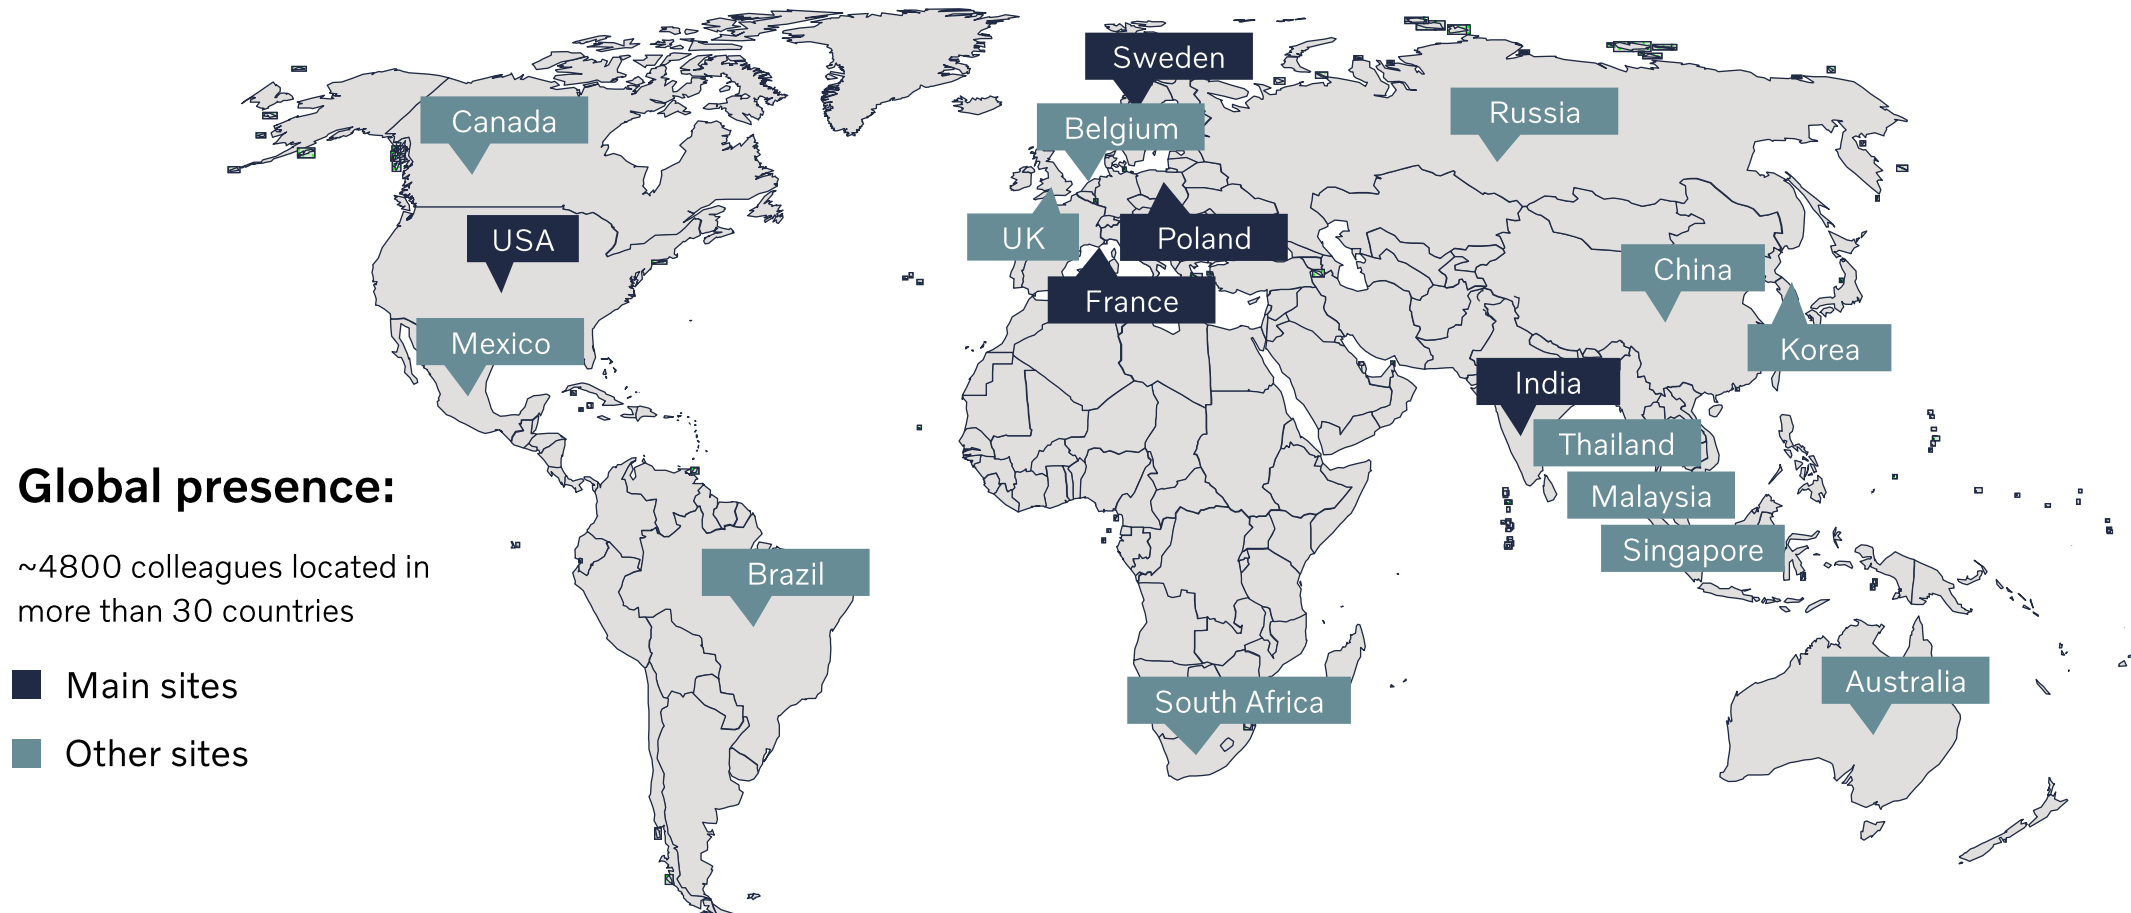 Sweden
Canada
Belgium
Russia
USA
UK
Poland
China
France
Mexico
Korea
India
Thailand
Malaysia
Singapore
Brazil
South Africa
Australia
Global presence:
~4800 colleagues located in
more than 30 countries
Main sites
Other sites